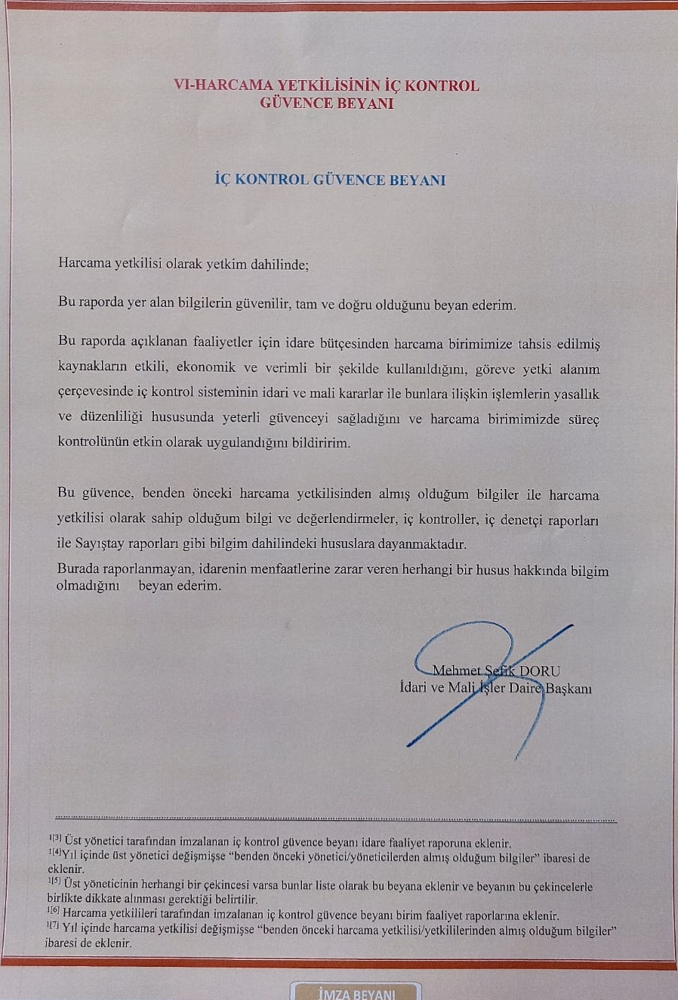 VI-HARCAMA YETKİLİSİNİN İÇ KONTROL
GÜVENCE BEYANI
İÇ KONTROL GÜVENCE BEYANI
Harcama yetkilisi olarak yetkim dahilinde;
Bu raporda yer alan bilgilerin güvenilir, tam ve doğru olduğunu beyan ederim.
Bu raporda açıklanan faaliyetler için idare bütçesinden harcama birimimize tahsis edilmiş
kaynakların etkili, ekonomik ve verimli bir şekilde kullanıldığını, göreve yetki alanım
çerçevesinde iç kontrol sisteminin idari ve mali kararlar ile bunlara ilişkin işlemlerin yasallık
ve düzenliliği hususunda yeterli güvenceyi sağladığını ve harcama birimimizde süreç
kontrolünün etkin olarak uygulandığını bildiririm.
Bu güvence, benden önceki harcama yetkilisinden almış olduğum bilgiler ile harcama
yetkilisi olarak sahip olduğum bilgi ve değerlendirmeler, iç kontroller, iç denetçi raporları
ile Sayıştay raporları gibi bilgim dahilindeki hususlara dayanmaktadır.
Burada raporlanmayan, idarenin menfaatlerine zarar veren herhangi bir husus hakkında bilgim
olmadığını beyan ederim.
Mehmet Şefik DORU
İdari ve Mali İşler Daire Başkanı
1[3] Üst yönetici tarafından imzalanan iç kontrol güvence beyanı idare faaliyet raporuna eklenir.
1[4]Yıl içinde üst yönetici değişmişse “benden önceki yönetici/yöneticilerden almış olduğum bilgiler” ibaresi de
eklenir.
1[5] Üst yöneticinin herhangi bir çekincesi varsa bunlar liste olarak bu beyana eklenir ve beyanın bu çekincelerle
birlikte dikkate alınması gerektiği belirtilir.
1[6] Harcama yetkilileri tarafından imzalanan iç kontrol güvence beyanı birim faaliyet raporlarına eklenir.
1[7] Yıl içinde harcama yetkilisi değişmişse “benden önceki harcama yetkilisi/yetkililerinden almış olduğum bilgiler”
ibaresi de eklenir.
İMZA BEYANI